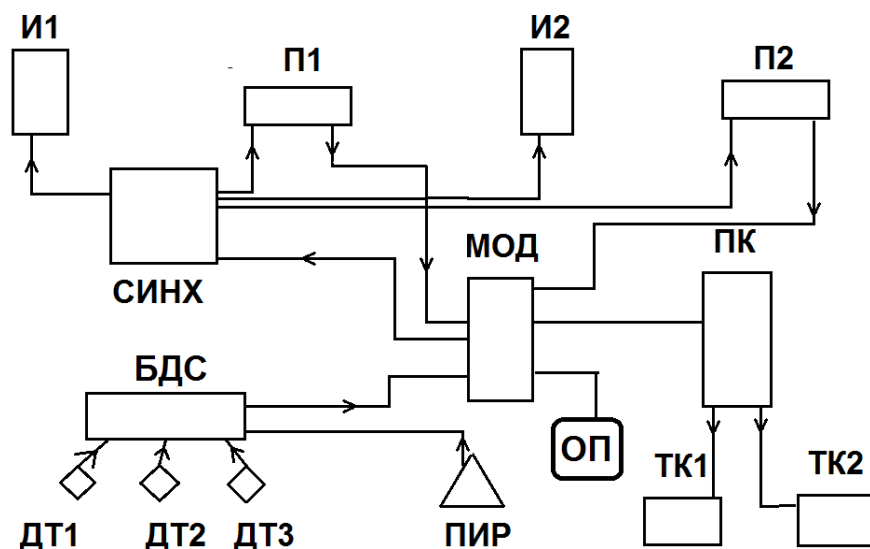 И1
П1
И2
П2
СИНХ
МОД
ПК
БДС
ОП
ТК1
ТК2
ДТ1
ДТ2
ДТ3
ПИР